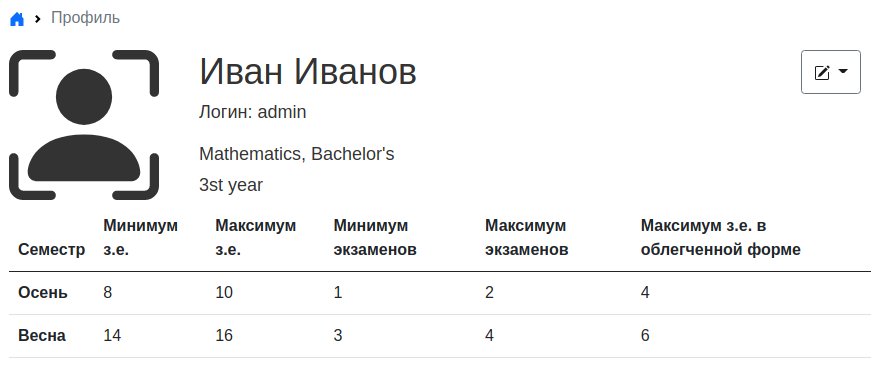 Профиль
Иван Иванов
Логин: admin
Mathematics, Bachelor's
3st year
Семестр Минимум з.е. Максимум з.е. Минимум экзаменов Максимум экзаменов Максимум з.е. в облегченной форме
Осень 8 10 1 2 4
Весна 14 16 3 4 6